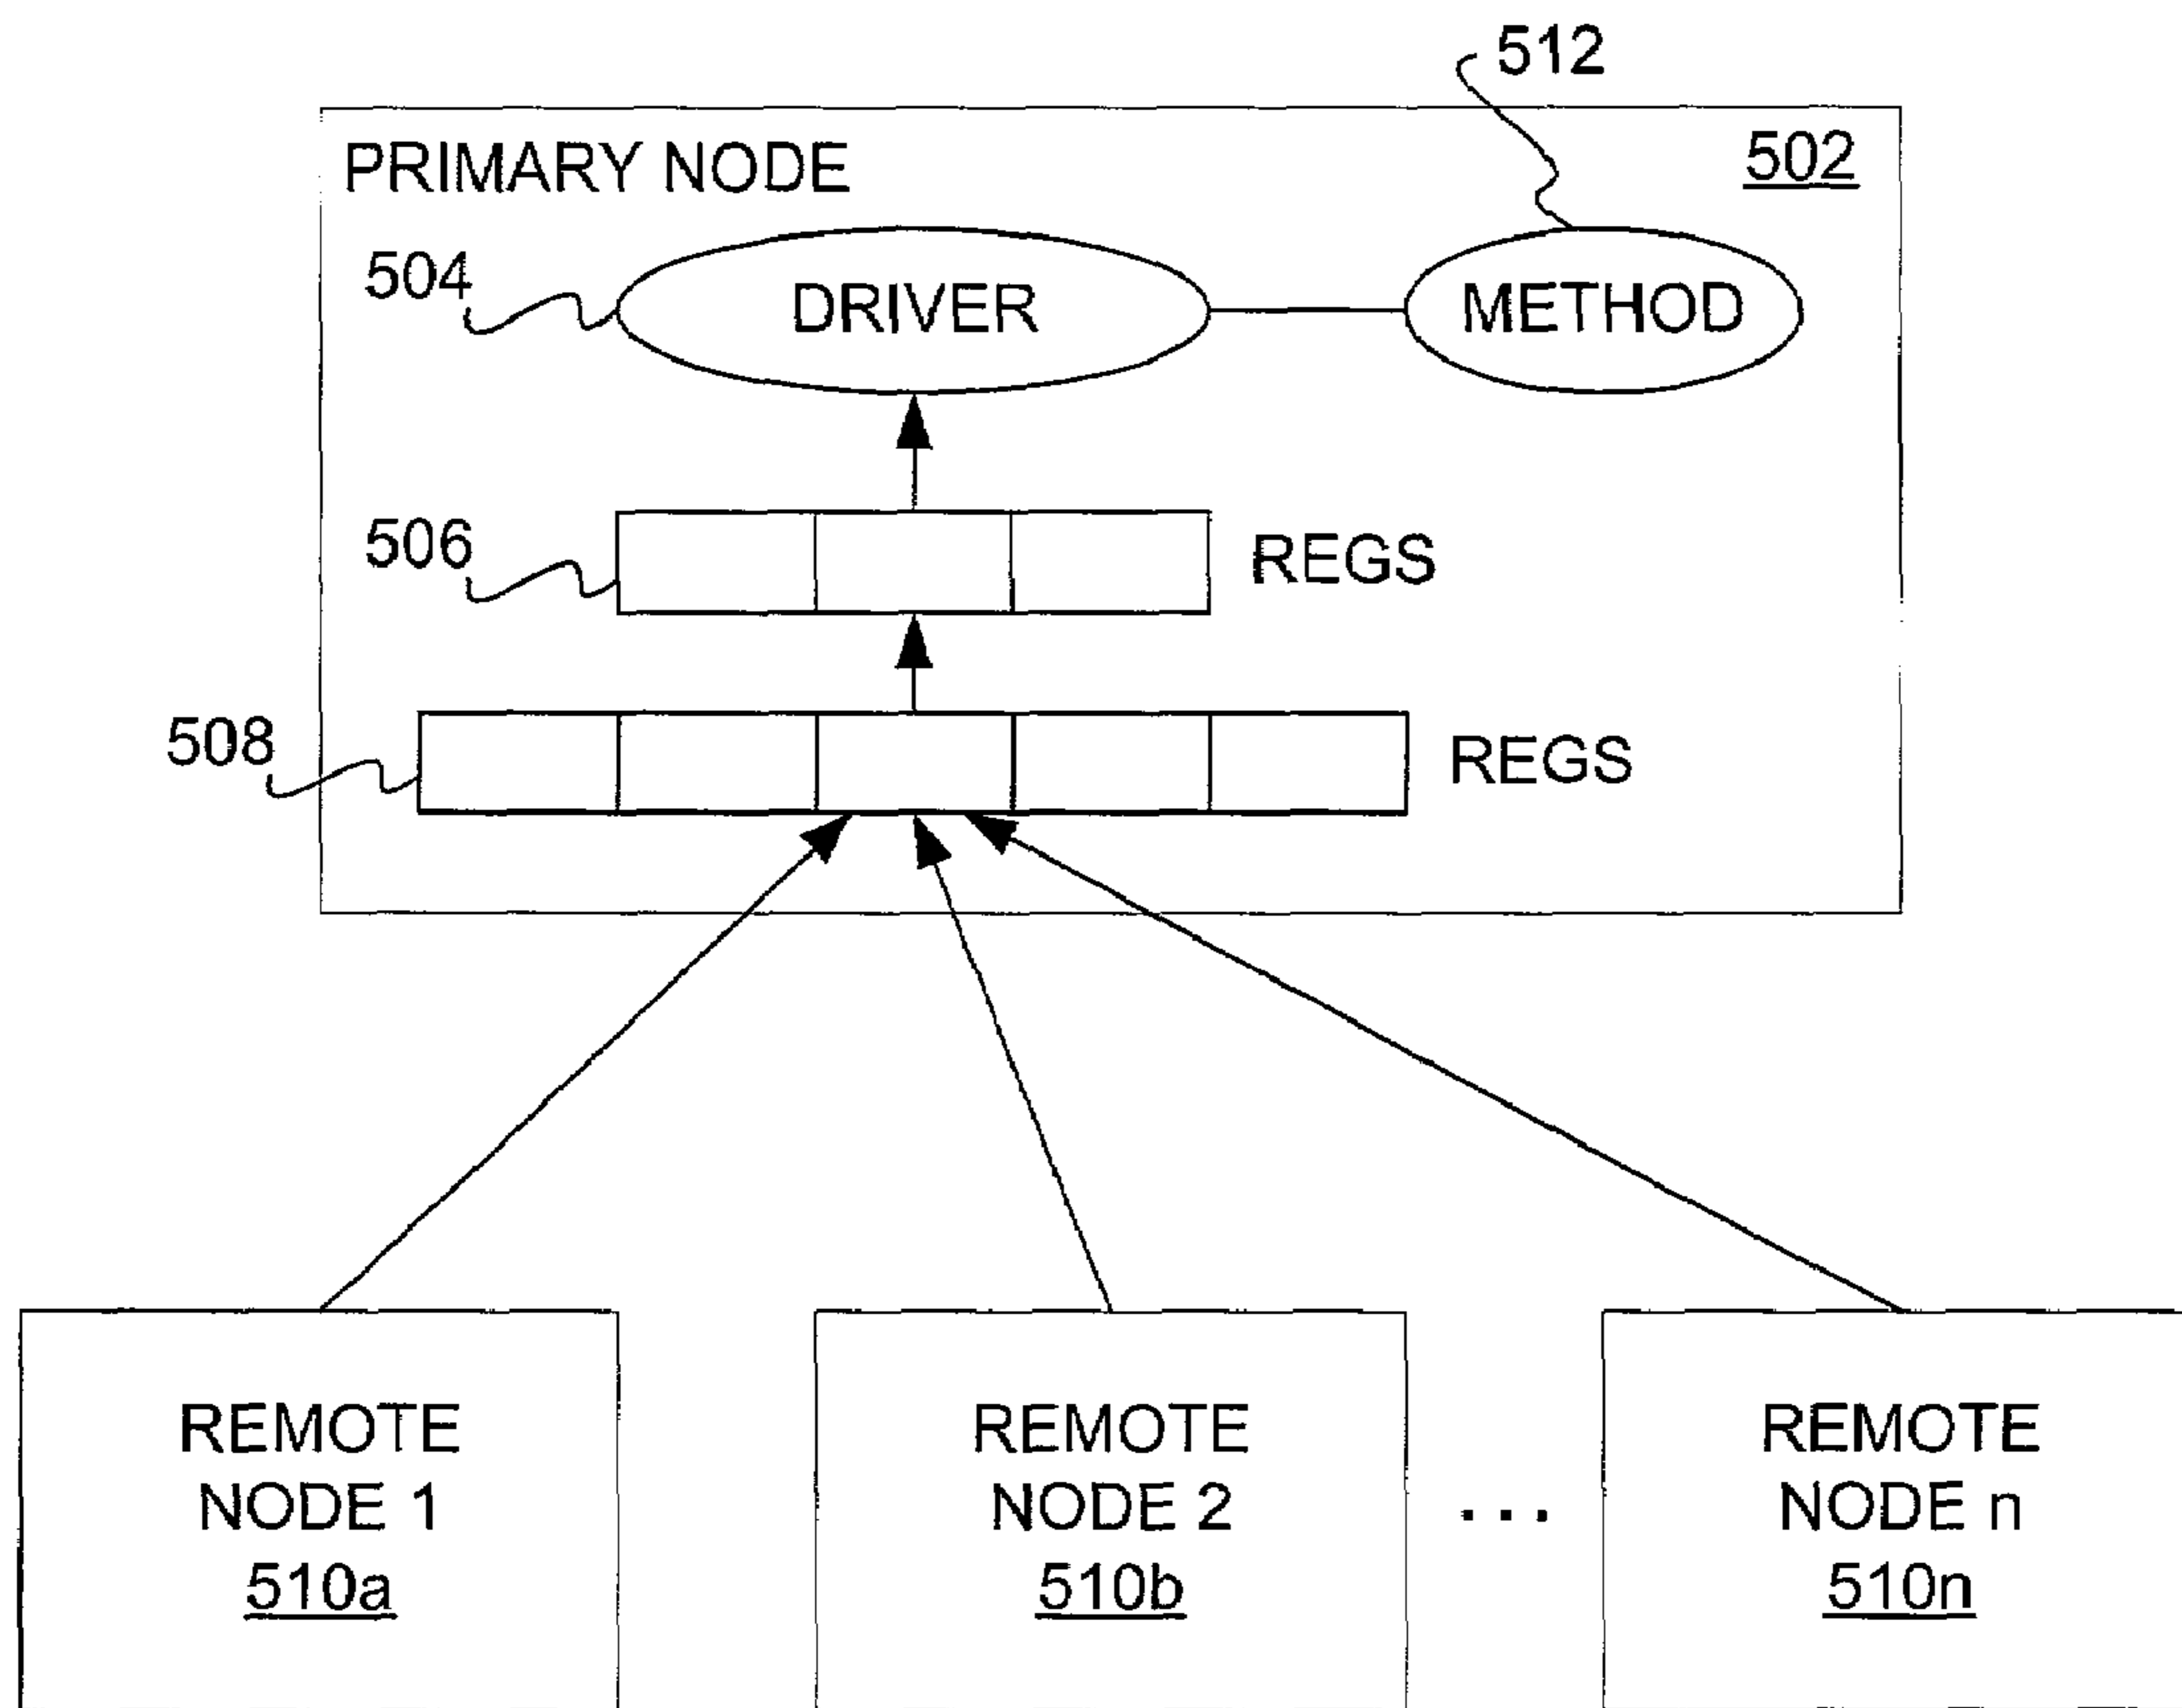 512
PRIMARY NODE
502
504
DRIVER
METHOD
506
REGS
508
REGS
REMOTE
NODE 1
510a
REMOTE
NODE 2
510b
...
REMOTE
NODE n
510n